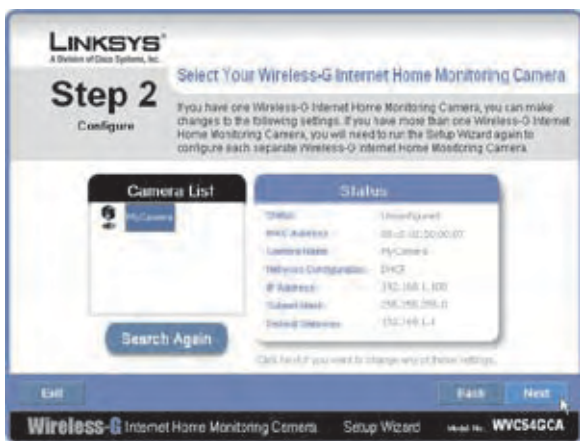 LINKSYS®
A Division of Cisco Systems, Inc.
Step 2
Configure
Select Your Wireless-G Internet Home Monitoring Camera
If you have one Wireless-G Internet Home Monitoring Camera, you can make
changes to the following settings. If you have more than one Wireless-G Internet
Home Monitoring Camera, you will need to run the Setup Wizard again to
configure each separate Wireless-G Internet Home Monitoring Camera.
Camera List
MyCamera
Search Again
Status
Status: Unconfigured
MAC Address:
Camera Name: MyCamera
Network Configuration: DHCP
IP Address: 192.168.1.100
Subnet Mask: 255.255.255.0
Default Gateway: 192.168.1.1
Click Next if you want to change any of these settings.
Exit
Back
Next
Wireless-G Internet Home Monitoring Camera Setup Wizard Model No. WVC54GCA